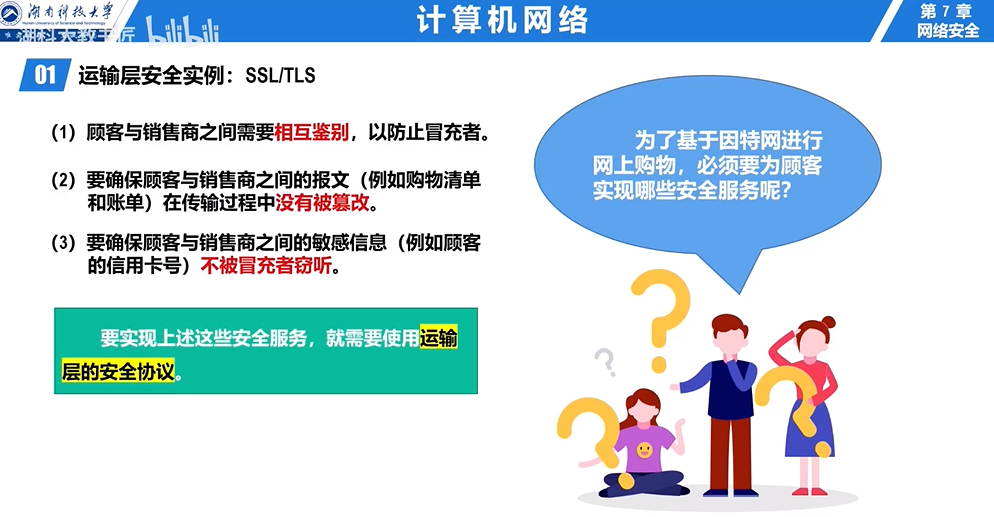 湖南科技大学
Hunan University of Science and Technology
湖科大教书匠
bilibili
计算机网络
第 7 章
网络安全
01 运输层安全实例：SSL/TLS
（1）顾客与销售商之间需要相互鉴别，以防止冒充者。
（2）要确保顾客与销售商之间的报文（例如购物清单
和账单）在传输过程中没有被篡改。
（3）要确保顾客与销售商之间的敏感信息（例如顾客
的信用卡号）不被冒充者窃听。
要实现上述这些安全服务，就需要使用运输
层的安全协议。
为了基于因特网进行
网上购物，必须要为顾客
实现哪些安全服务呢？